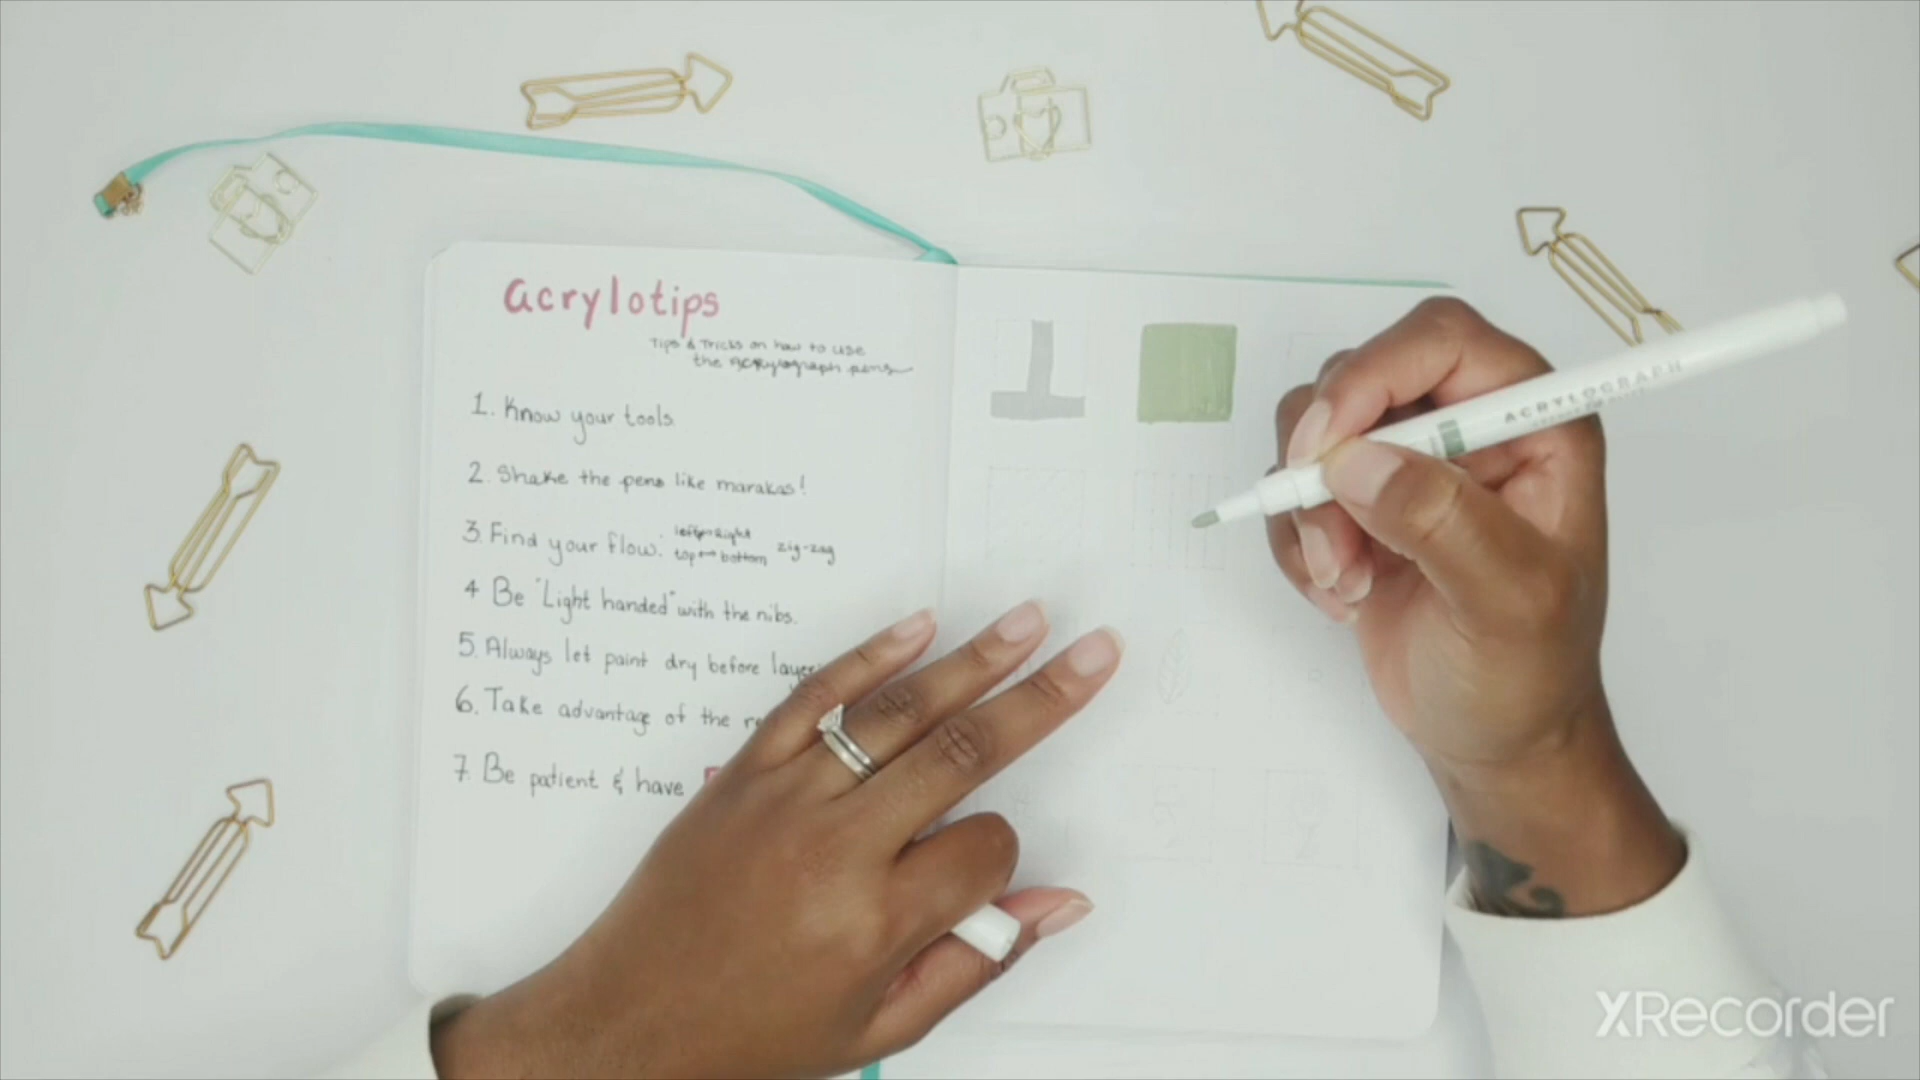 acrylotips
Tips & Tricks on how to use
the acrylograph pens
1. Know your tools
2. Shake the pens like marakas!
3. Find your flow: left↔right zig-zag
top↔bottom
4 Be "Light handed" with the nibs.
5. Always let paint dry before
6. Take advantage of the
7. Be patient & have
ACRYLOGRAPH
XRecorder